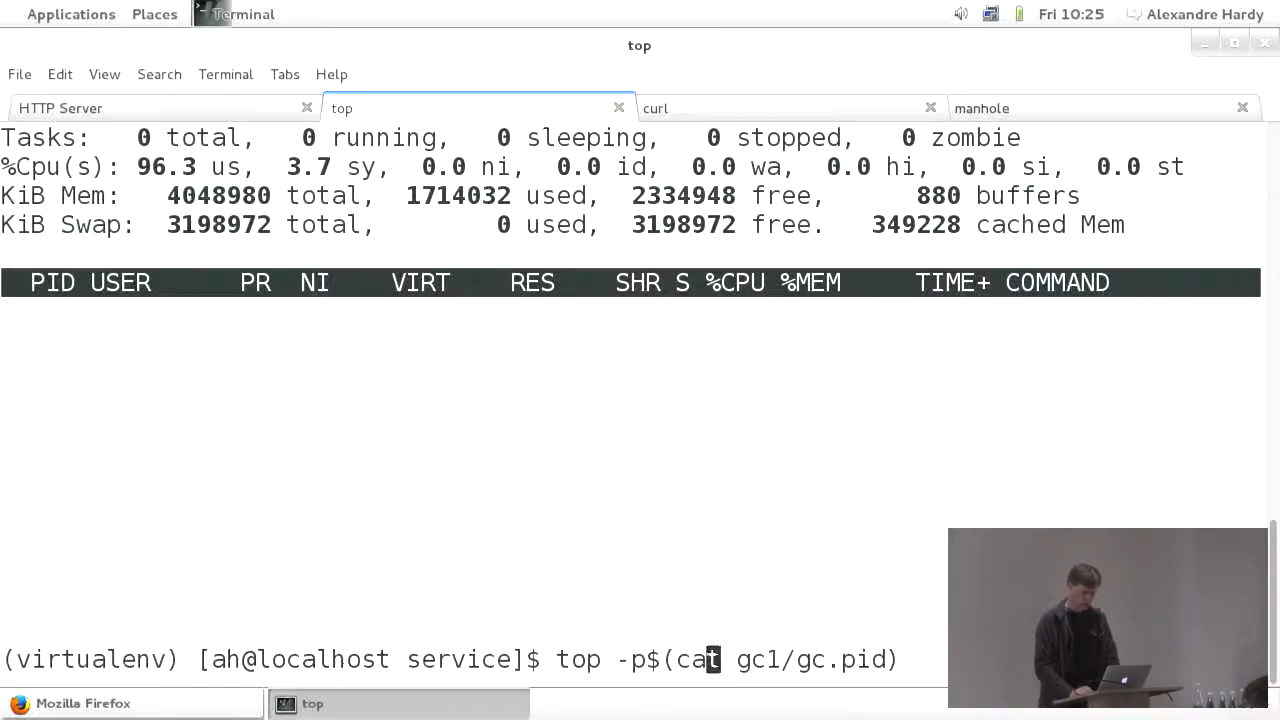 Applications Places Terminal Fri 10:25 Alexandre Hardy
top
File Edit View Search Terminal Tabs Help
HTTP Server top curl manhole
Tasks: 0 total, 0 running, 0 sleeping, 0 stopped, 0 zombie
%Cpu(s): 96.3 us, 3.7 sy, 0.0 ni, 0.0 id, 0.0 wa, 0.0 hi, 0.0 si, 0.0 st
KiB Mem: 4048980 total, 1714032 used, 2334948 free, 880 buffers
KiB Swap: 3198972 total, 0 used, 3198972 free. 349228 cached Mem
PID USER PR NI VIRT RES SHR S %CPU %MEM TIME+ COMMAND
(virtualenv) [ah@localhost service]$ top -p$(cat gc1/gc.pid)
Mozilla Firefox top